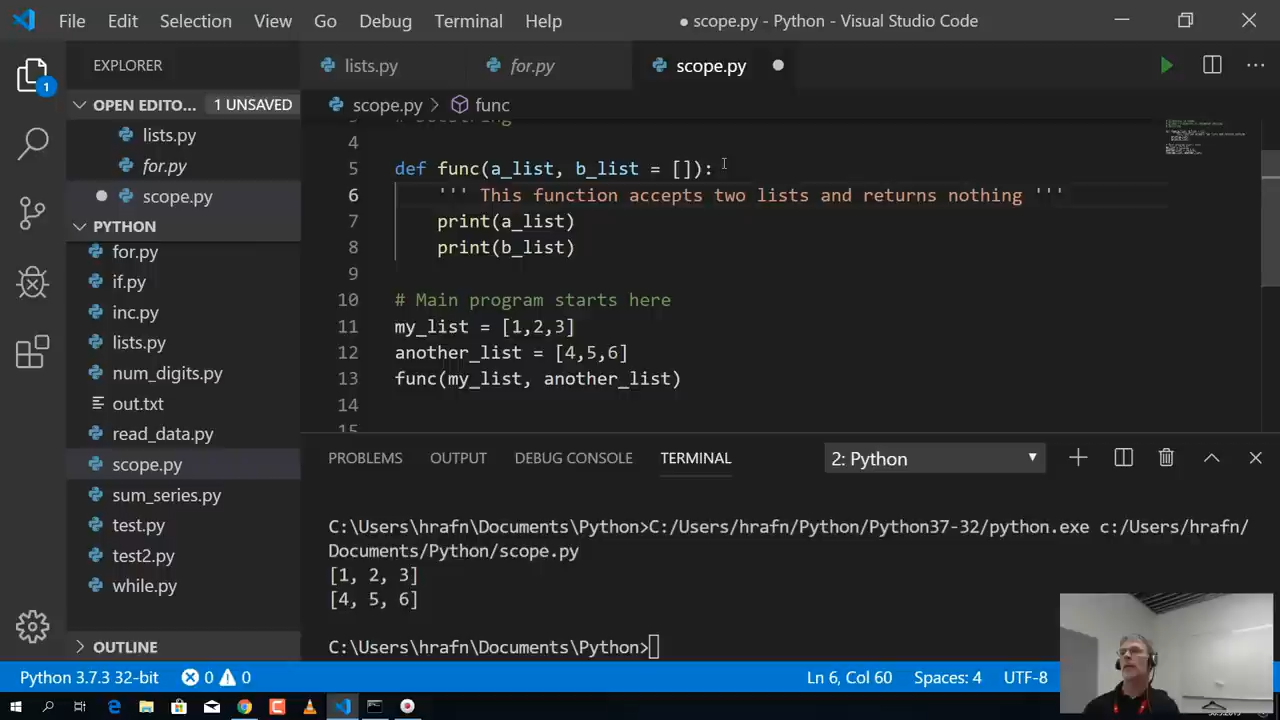 File Edit Selection View Go Debug Terminal Help ● scope.py - Python - Visual Studio Code
EXPLORER
lists.py for.py scope.py
OPEN EDITO... 1 UNSAVED
lists.py
for.py
scope.py
PYTHON
for.py
if.py
inc.py
lists.py
num_digits.py
out.txt
read_data.py
scope.py
sum_series.py
test.py
test2.py
while.py
OUTLINE
scope.py > func
4
5 def func(a_list, b_list = []):
6 ''' This function accepts two lists and returns nothing '''
7 print(a_list)
8 print(b_list)
9
10 # Main program starts here
11 my_list = [1,2,3]
12 another_list = [4,5,6]
13 func(my_list, another_list)
14
15
PROBLEMS OUTPUT DEBUG CONSOLE TERMINAL 2: Python
C:\Users\hrafn\Documents\Python>C:/Users/hrafn/Python/Python37-32/python.exe c:/Users/hrafn/
Documents/Python/scope.py
[1, 2, 3]
[4, 5, 6]
C:\Users\hrafn\Documents\Python>
Python 3.7.3 32-bit 0 0 Ln 6, Col 60 Spaces: 4 UTF-8